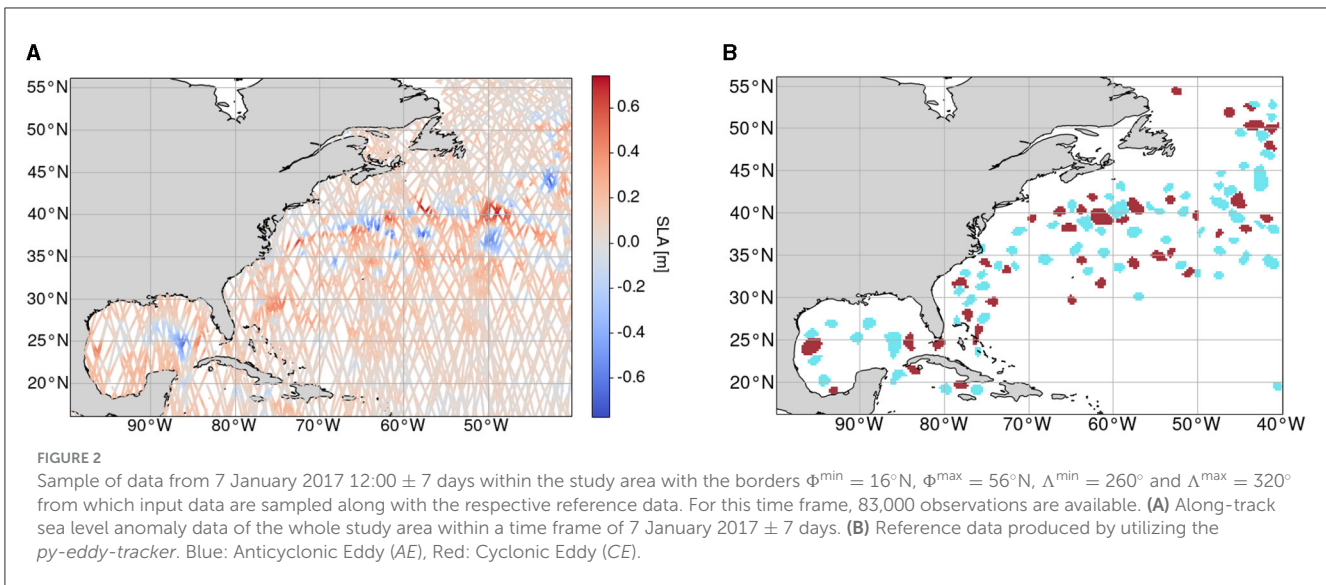 A
B
55°N
50°N
45°N
40°N
35°N
30°N
25°N
20°N
90°W
80°W
70°W
60°W
50°W
0.6
0.4
0.2
0.0
-0.2
-0.4
-0.6
SLA [m]
55°N
50°N
45°N
40°N
35°N
30°N
25°N
20°N
90°W
80°W
70°W
60°W
50°W
40°W
FIGURE 2
Sample of data from 7 January 2017 12:00 ± 7 days within the study area with the borders Φᵐⁱⁿ = 16°N, Φᵐᵃˣ = 56°N, Λᵐⁱⁿ = 260° and Λᵐᵃˣ = 320°
from which input data are sampled along with the respective reference data. For this time frame, 83,000 observations are available. (A) Along-track
sea level anomaly data of the whole study area within a time frame of 7 January 2017 ± 7 days. (B) Reference data produced by utilizing the
py-eddy-tracker. Blue: Anticyclonic Eddy (AE), Red: Cyclonic Eddy (CE).